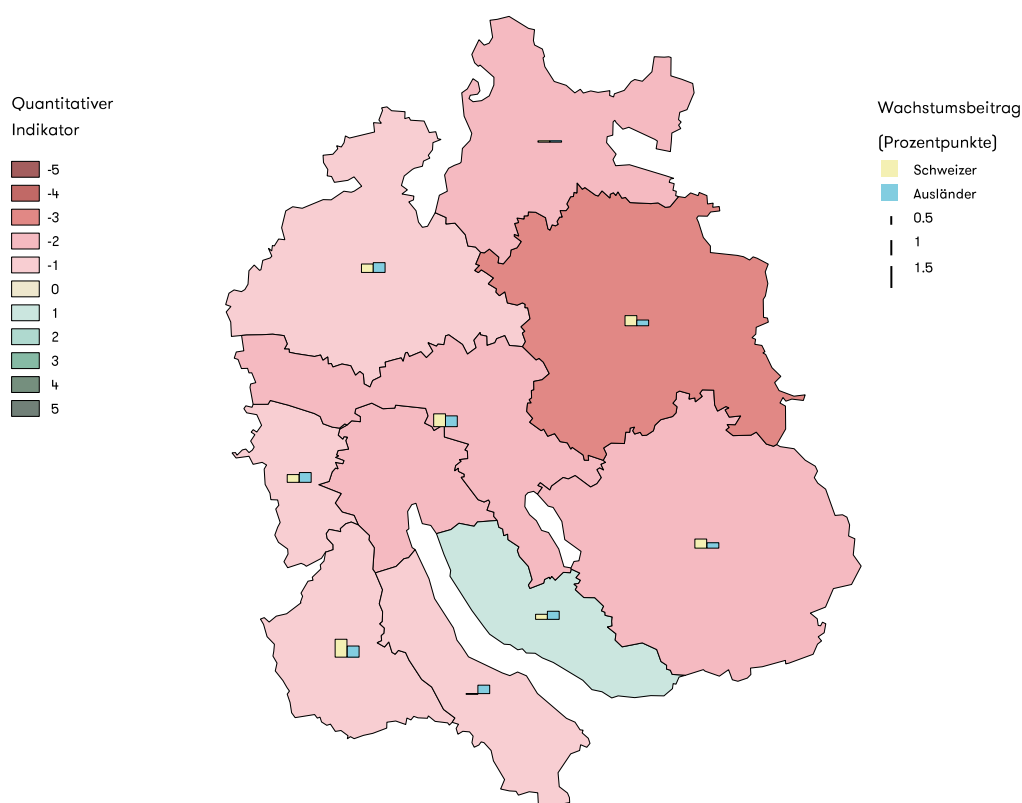 Quantitativer
Indikator
-5
-4
-3
-2
-1
0
1
2
3
4
5
Wachstumsbeitrag
(Prozentpunkte)
Schweizer
Ausländer
0.5
1
1.5